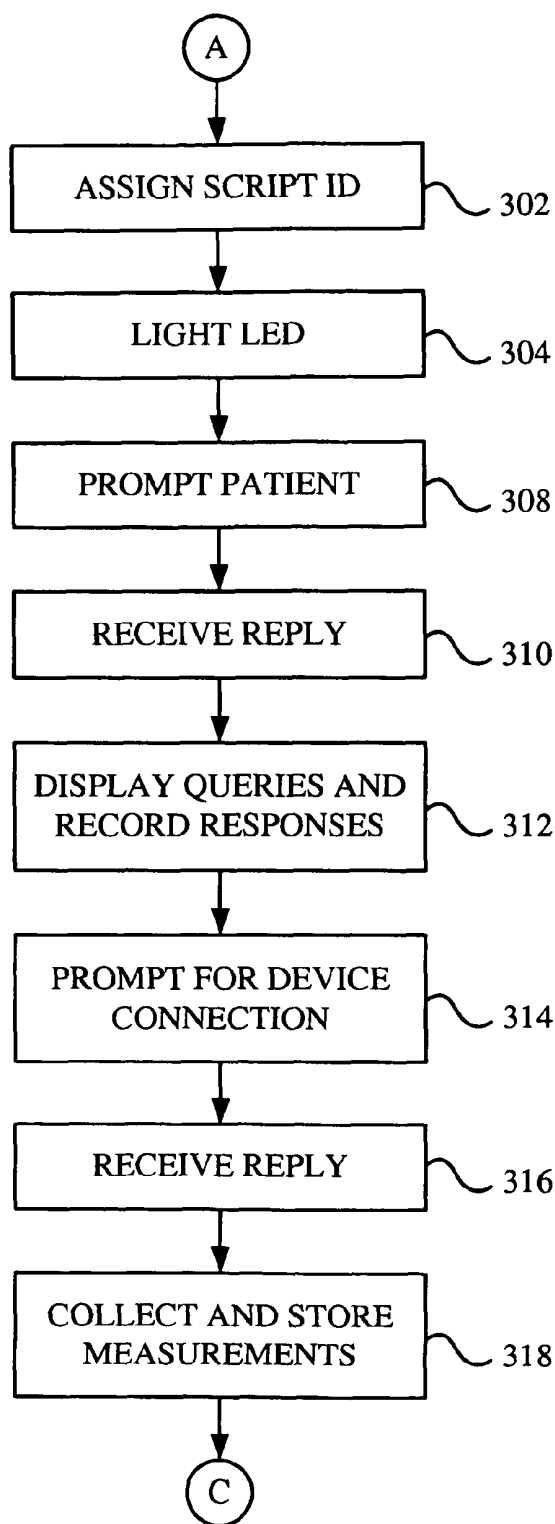 A
ASSIGN SCRIPT ID
302
LIGHT LED
304
PROMPT PATIENT
308
RECEIVE REPLY
310
DISPLAY QUERIES AND
RECORD RESPONSES
312
PROMPT FOR DEVICE
CONNECTION
314
RECEIVE REPLY
316
COLLECT AND STORE
MEASUREMENTS
318
C